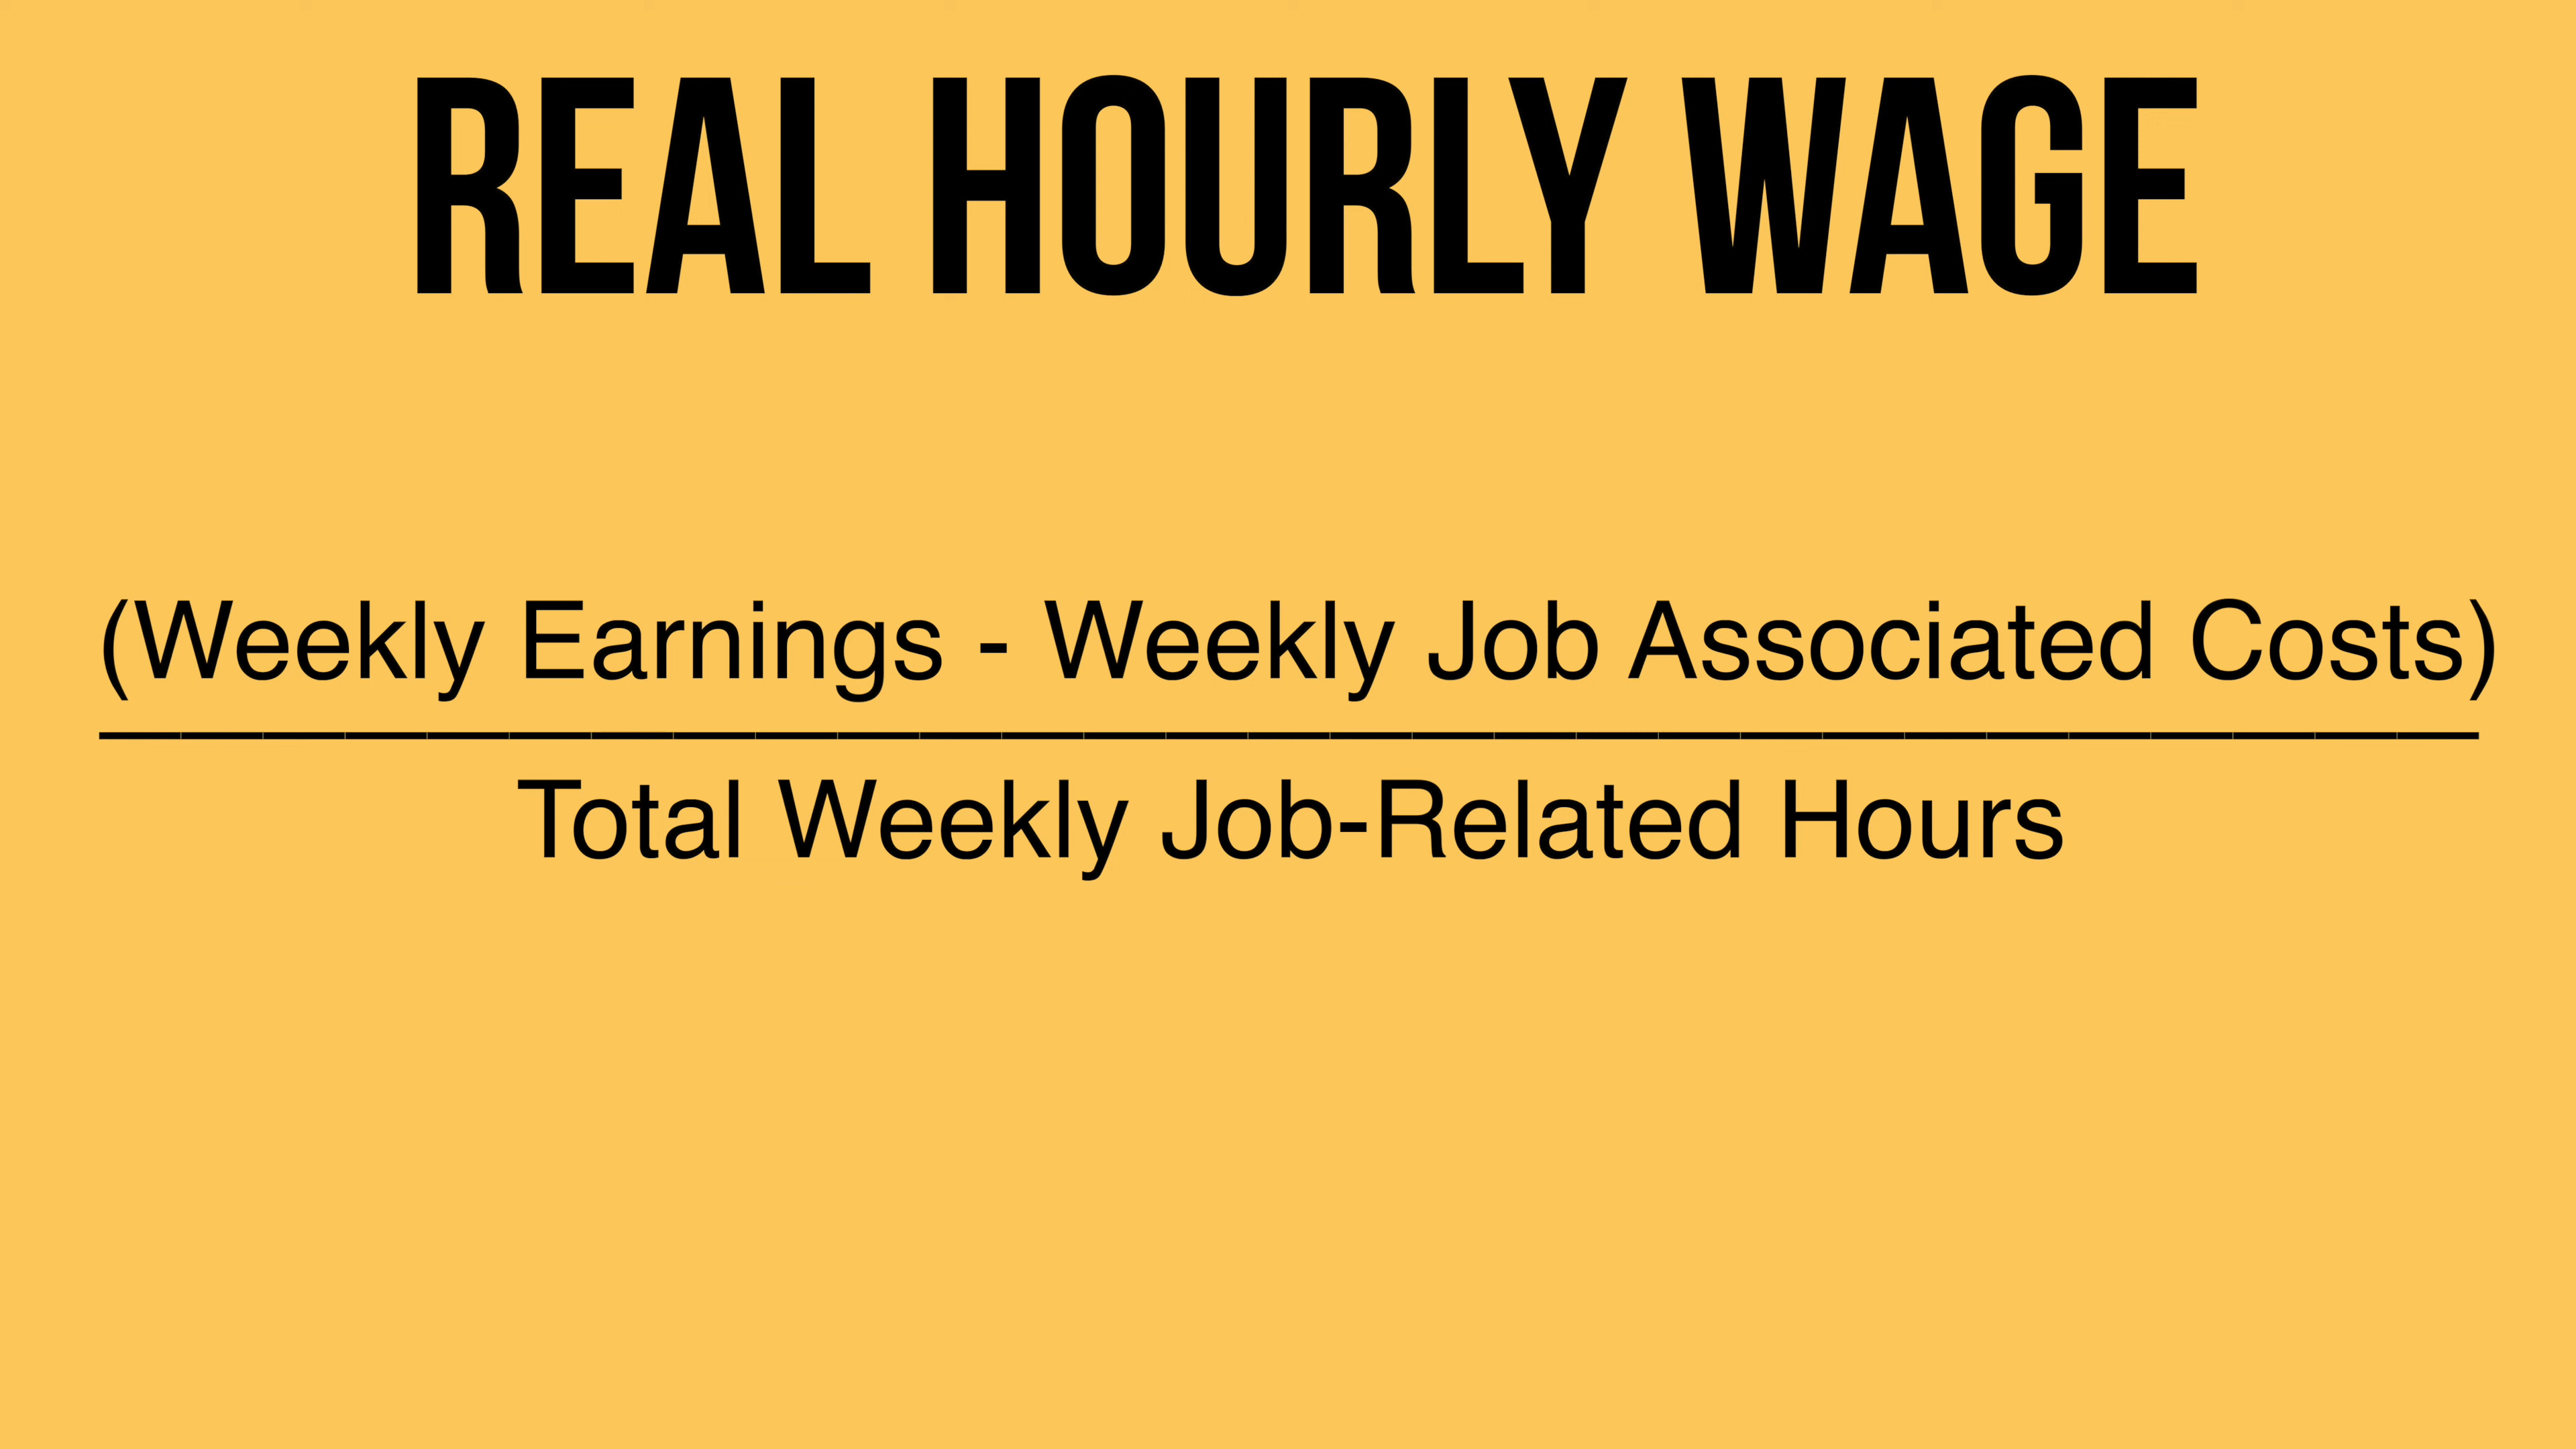 REAL HOURLY WAGE
(Weekly Earnings - Weekly Job Associated Costs)
Total Weekly Job-Related Hours